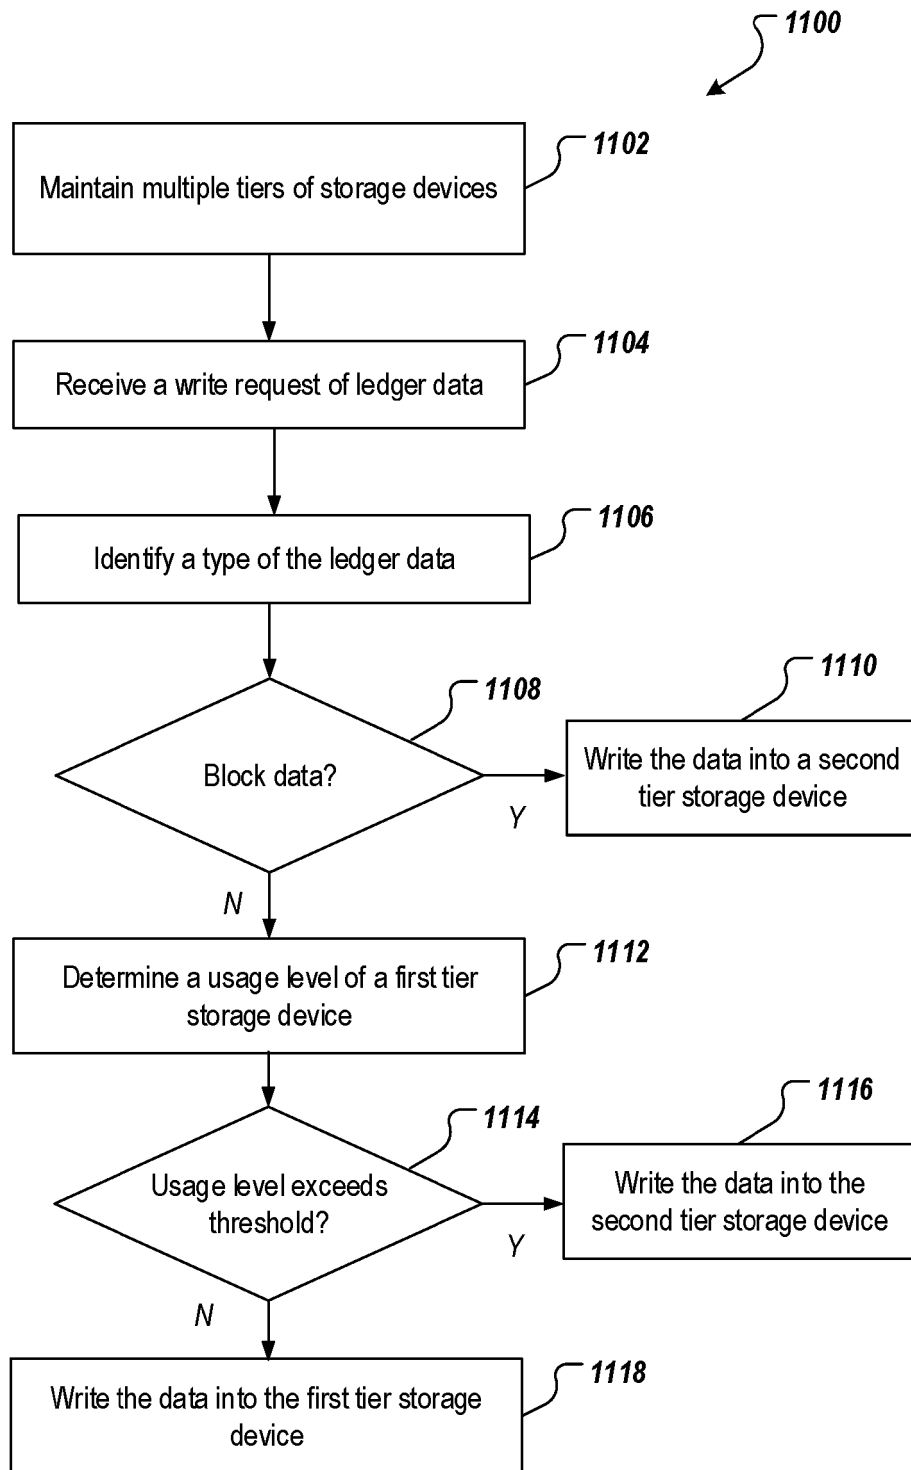 1100
1102
Maintain multiple tiers of storage devices
1104
Receive a write request of ledger data
1106
Identify a type of the ledger data
1108
Block data?
1110
Write the data into a second
tier storage device
Y
N
1112
Determine a usage level of a first tier
storage device
1114
Usage level exceeds
threshold?
1116
Write the data into the
second tier storage device
Y
N
1118
Write the data into the first tier storage
device